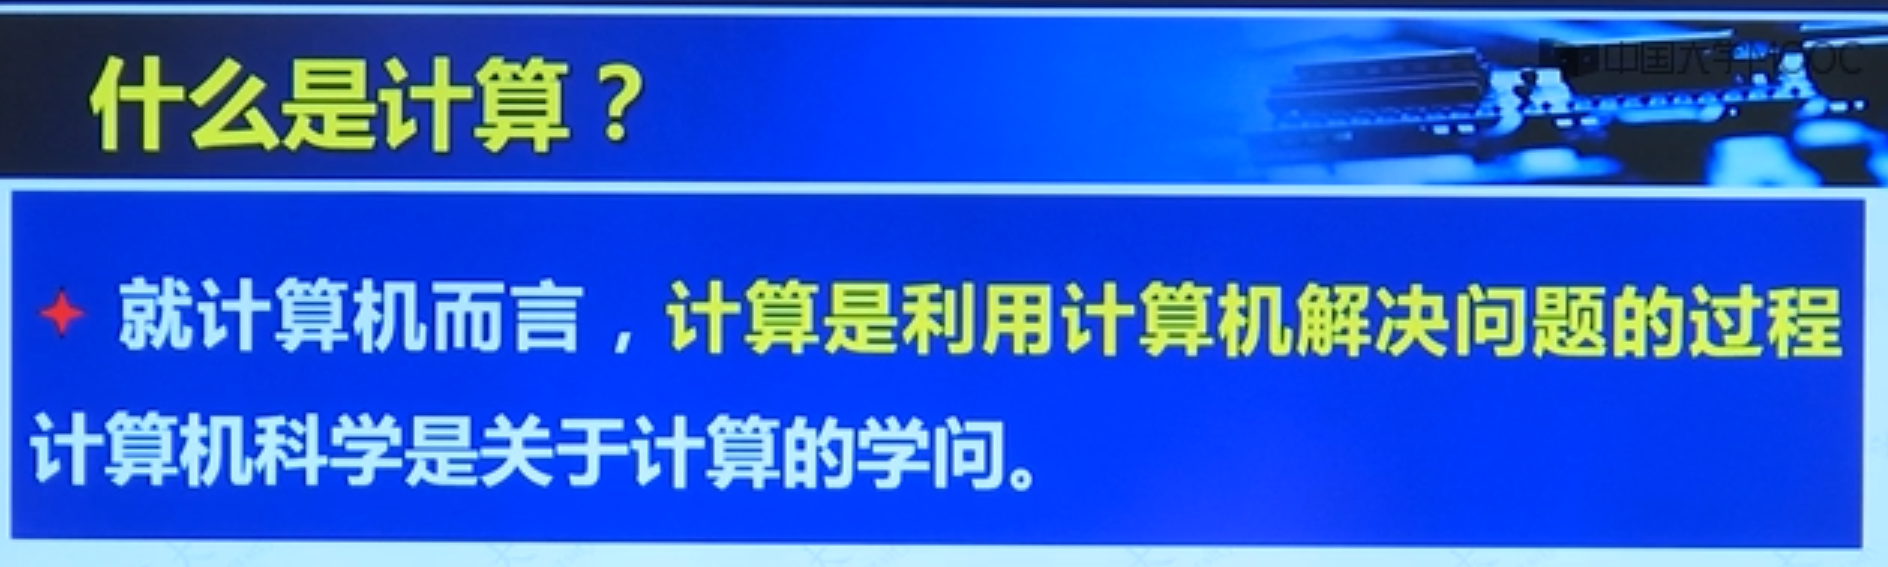 什么是计算？
中国大学MOOC
就计算机而言，计算是利用计算机解决问题的过程
计算机科学是关于计算的学问。